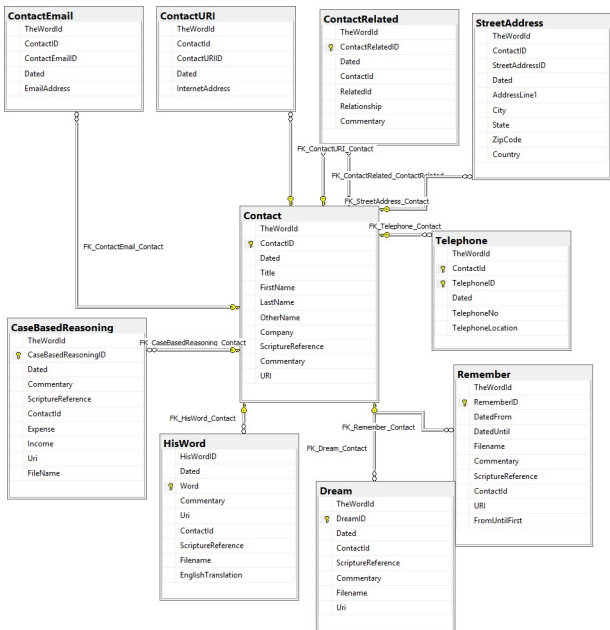 ContactEmail
TheWordId
ContactID
ContactEmailID
Dated
EmailAddress
ContactURI
TheWordId
ContactId
ContactURIID
Dated
InternetAddress
ContactRelated
TheWordId
ContactRelatedID
Dated
ContactId
RelatedId
Relationship
Commentary
StreetAddress
TheWordId
ContactID
StreetAddressID
Dated
AddressLine1
City
State
ZipCode
Country
FK_ContactURI_Contact
FK_ContactRelated_ContactRelated
FK_StreetAddress_Contact
FK_Telephone_Contact
FK_ContactEmail_Contact
Contact
TheWordId
ContactID
Dated
Title
FirstName
LastName
OtherName
Company
ScriptureReference
Commentary
URI
Telephone
TheWordId
ContactId
TelephoneID
Dated
TelephoneNo
TelephoneLocation
CaseBasedReasoning
TheWordId
CaseBasedReasoningID
Dated
Commentary
ScriptureReference
ContactId
Expense
Income
Uri
FileName
FK_CaseBasedReasoning_Contact
FK_HisWord_Contact
FK_Remember_Contact
FK_Dream_Contact
HisWord
HisWordID
Dated
Word
Commentary
Uri
ContactId
ScriptureReference
Filename
EnglishTranslation
Dream
TheWordId
DreamID
Dated
ContactId
ScriptureReference
Commentary
Filename
Uri
Remember
TheWordId
RememberID
DatedFrom
DatedUntil
Filename
Commentary
ScriptureReference
ContactId
URI
FromUntilFirst